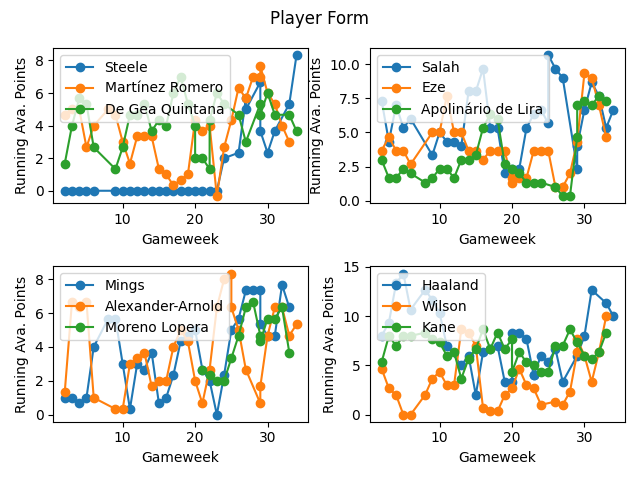 Player Form
Running Ava. Points
8
6
4
2
0
Steele
Martínez Romero
De Gea Quintana
10
20
30
Gameweek
Running Ava. Points
10.0
7.5
5.0
2.5
0.0
Salah
Eze
Apolinário de Lira
10
20
30
Gameweek
Running Ava. Points
8
6
4
2
0
Mings
Alexander-Arnold
Moreno Lopera
10
20
30
Gameweek
Running Ava. Points
15
10
5
0
Haaland
Wilson
Kane
10
20
30
Gameweek